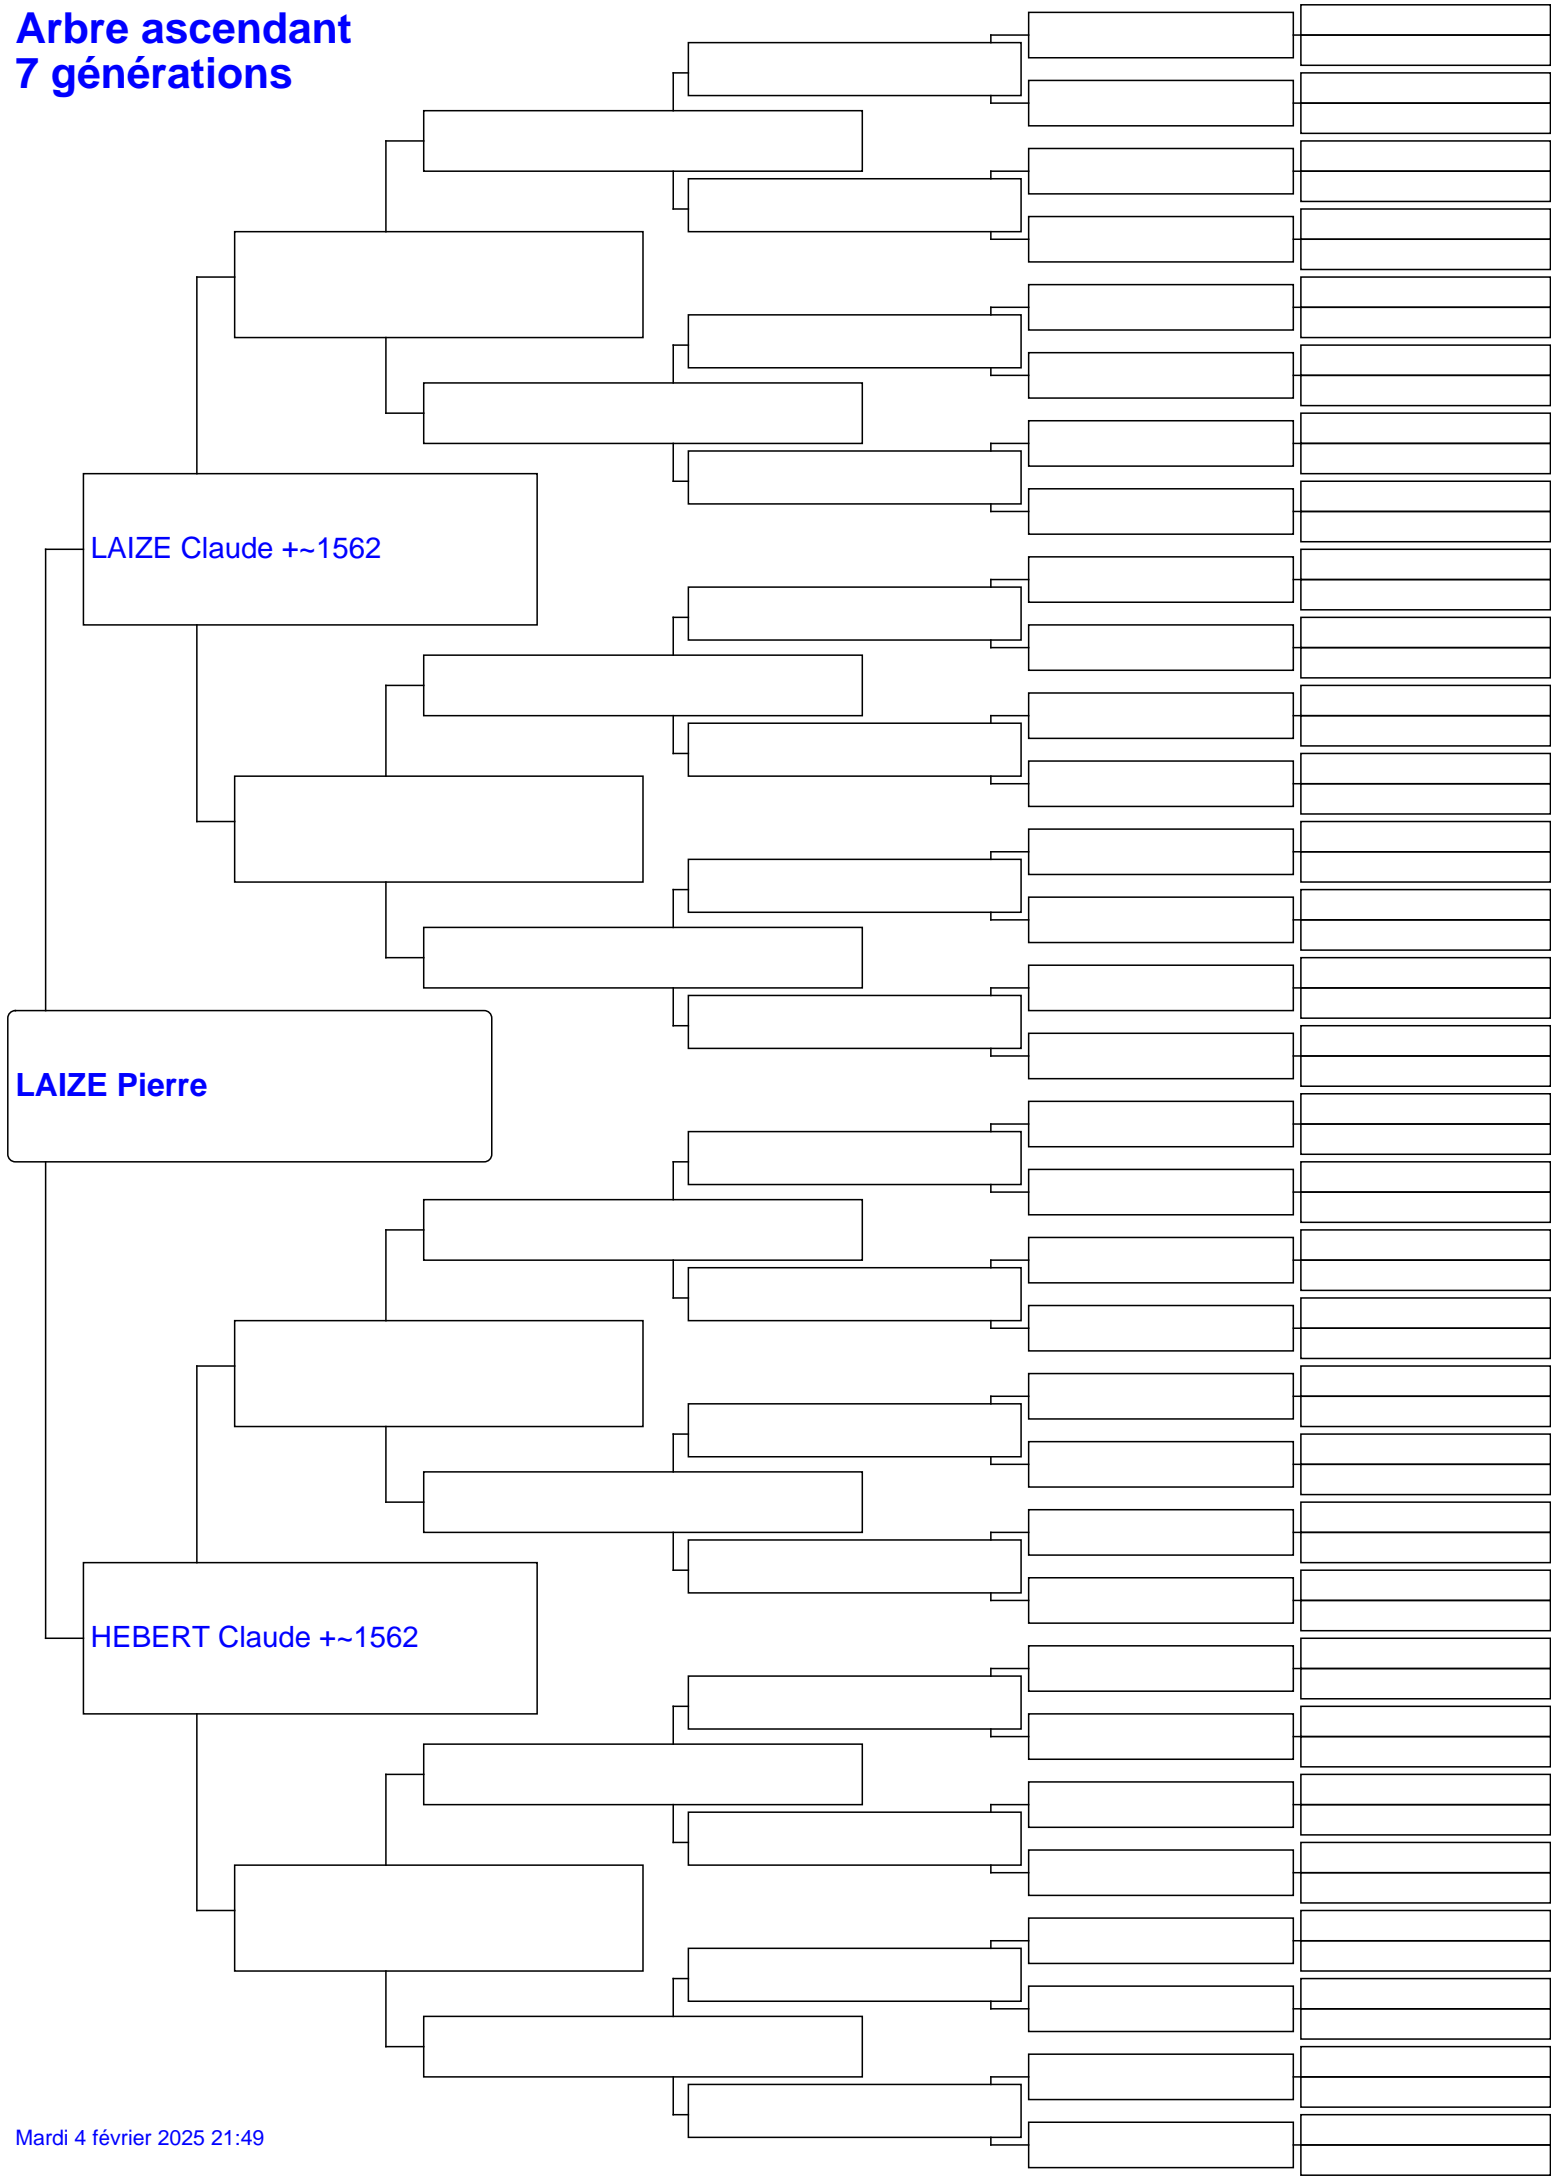 Arbre ascendant
7 générations
LAIZE Claude +~1562
LAIZE Pierre
HEBERT Claude +~1562
Mardi 4 février 2025 21:49